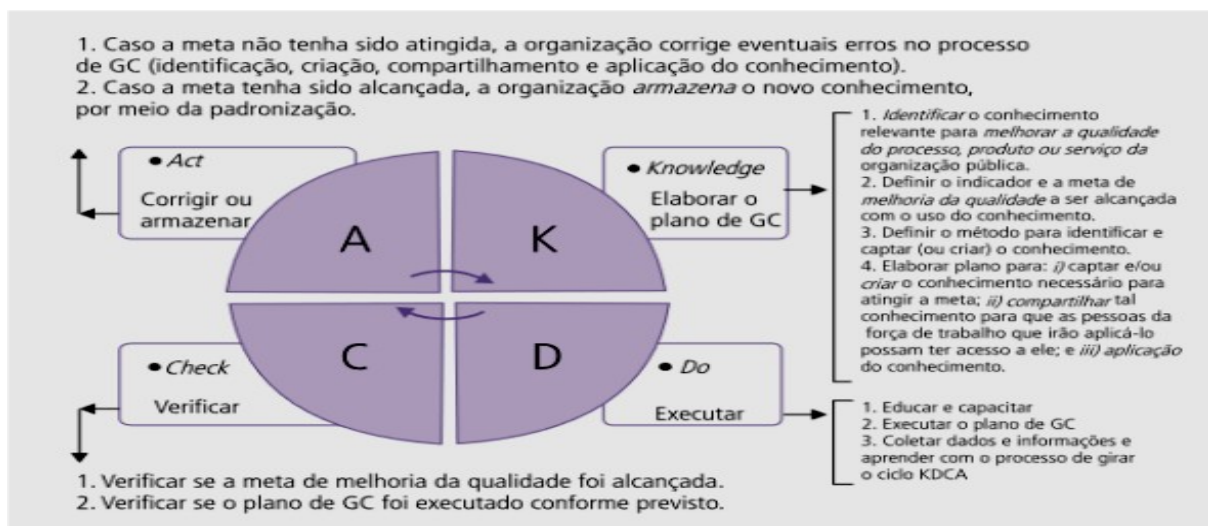 1. Caso a meta não tenha sido atingida, a organização corrige eventuais erros no processo
de GC (identificação, criação, compartilhamento e aplicação do conhecimento).
2. Caso a meta tenha sido alcançada, a organização armazena o novo conhecimento,
por meio da padronização.
• Act
Corrigir ou
armazenar
A
K
• Knowledge
Elaborar o
plano de GC
1. Identificar o conhecimento
relevante para melhorar a qualidade
do processo, produto ou serviço da
organização pública.
2. Definir o indicador e a meta de
melhoria da qualidade a ser alcançada
com o uso do conhecimento.
3. Definir o método para identificar e
captar (ou criar) o conhecimento.
4. Elaborar plano para: i) captar e/ou
criar o conhecimento necessário para
atingir a meta; ii) compartilhar tal
conhecimento para que as pessoas da
força de trabalho que irão aplicá-lo
possam ter acesso a ele; e iii) aplicação
do conhecimento.
• Check
Verificar
C
D
• Do
Executar
1. Educar e capacitar
2. Executar o plano de GC
3. Coletar dados e informações e
aprender com o processo de girar
o ciclo KDCA
1. Verificar se a meta de melhoria da qualidade foi alcançada.
2. Verificar se o plano de GC foi executado conforme previsto.